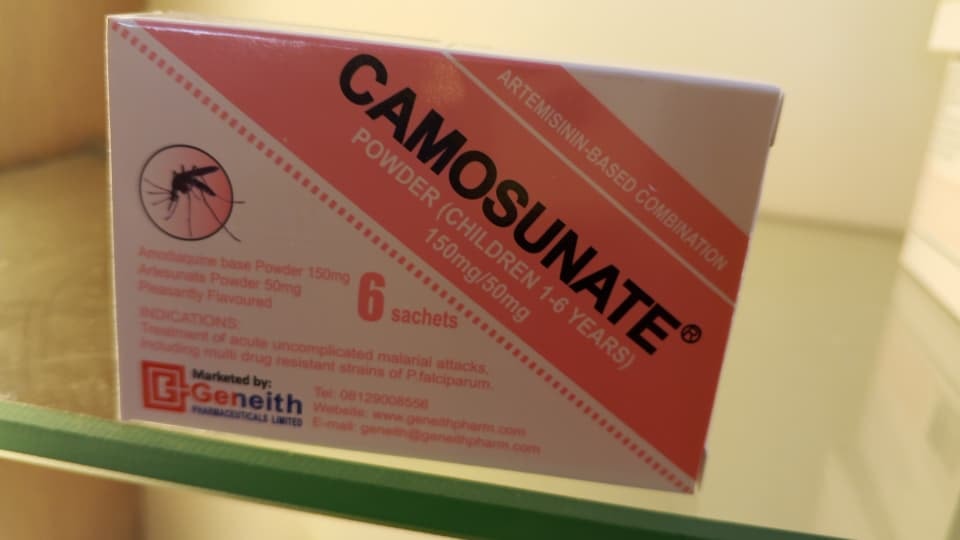 ARTEMISININ-BASED COMBINATION
CAMOSUNATE®
POWDER (CHILDREN 1-6 YEARS)
150mg/50mg
Amodiaquine base Powder 150mg
Artesunate Powder 50mg
Pleasantly Flavoured
6 sachets
INDICATIONS:
Treatment of acute uncomplicated malarial attacks,
including multi drug resistant strains of P.falciparum.
Marketed by:
Geneith
PHARMACEUTICALS LIMITED
Tel: 08129008556
Website: www.geneithpharm.com
E-mail: geneith@geneithpharm.com